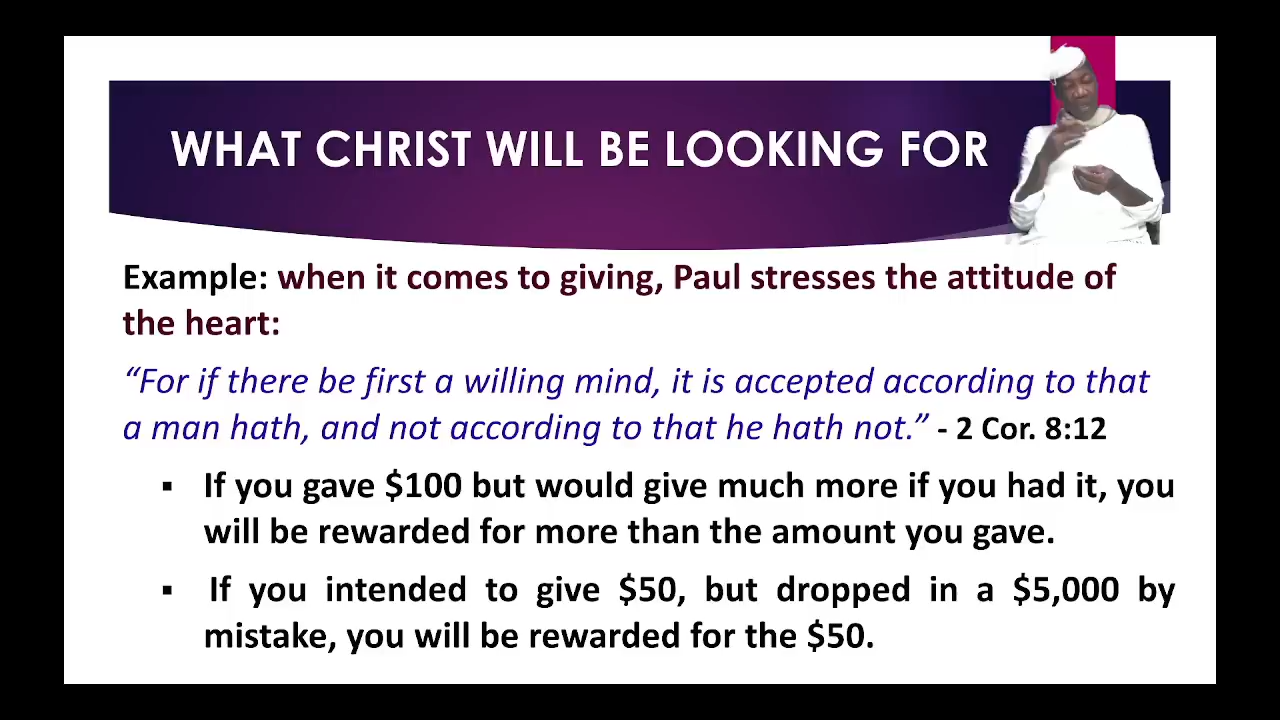 WHAT CHRIST WILL BE LOOKING FOR
Example: when it comes to giving, Paul stresses the attitude of
the heart:
“For if there be first a willing mind, it is accepted according to that
a man hath, and not according to that he hath not.” - 2 Cor. 8:12
▪ If you gave $100 but would give much more if you had it, you
will be rewarded for more than the amount you gave.
▪ If you intended to give $50, but dropped in a $5,000 by
mistake, you will be rewarded for the $50.